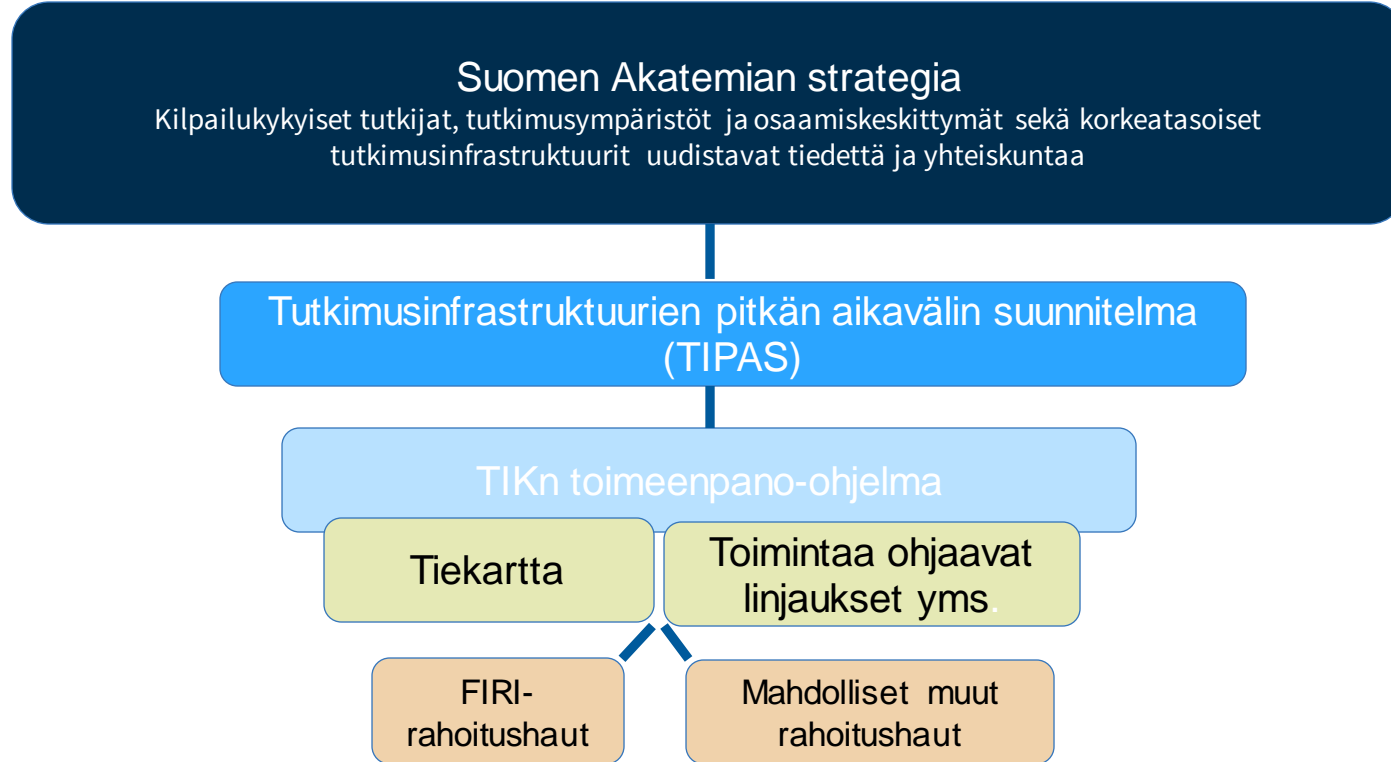 Suomen Akatemian strategia
Kilpailukykyiset tutkijat, tutkimusympäristöt ja osaamiskeskittymät sekä korkeatasoiset
tutkimusinfrastruktuurit uudistavat tiedettä ja yhteiskuntaa
Tutkimusinfrastruktuurien pitkän aikavälin suunnitelma
(TIPAS)
TIKn toimeenpano-ohjelma
Tiekartta
Toimintaa ohjaavat
linjaukset yms.
FIRI-
rahoitushaut
Mahdolliset muut
rahoitushaut